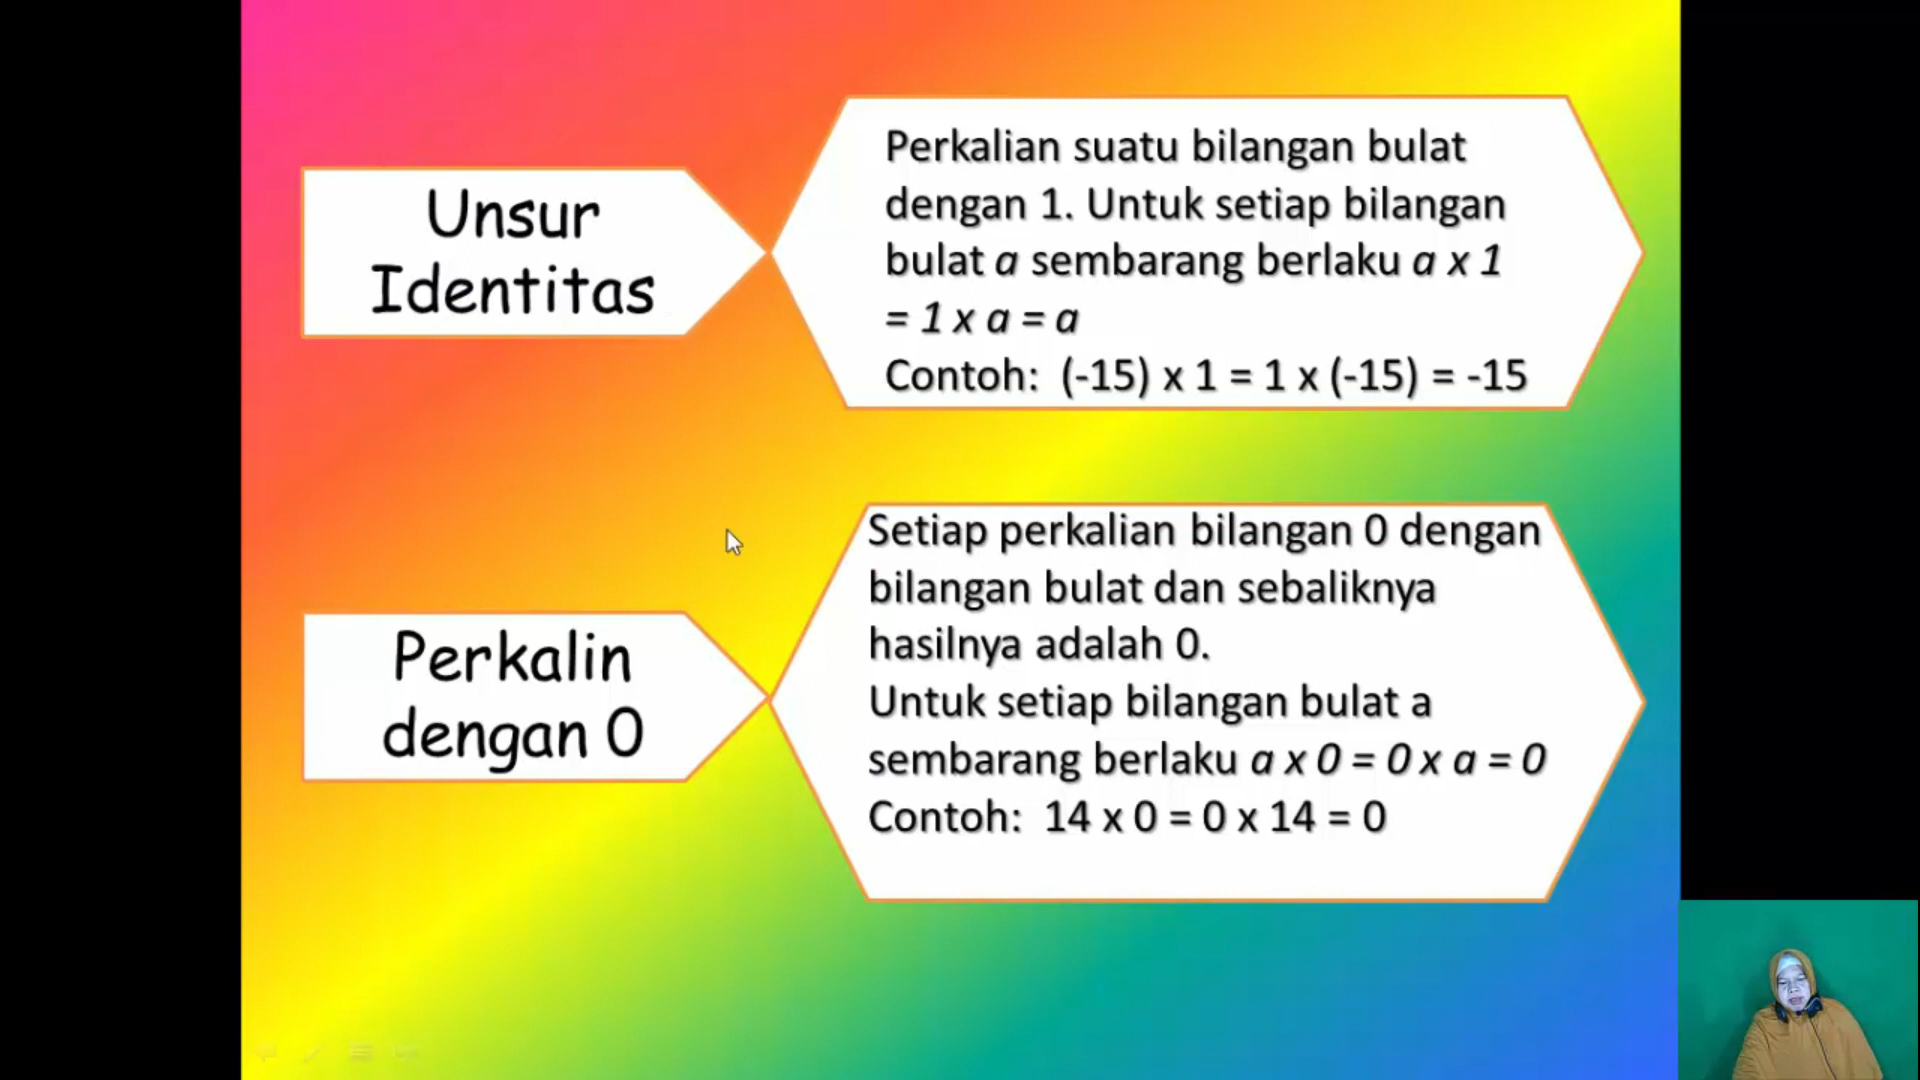 Unsur
Identitas
Perkalian suatu bilangan bulat
dengan 1. Untuk setiap bilangan
bulat a sembarang berlaku a x 1
= 1 x a = a
Contoh: (-15) x 1 = 1 x (-15) = -15
Perkalin
dengan 0
Setiap perkalian bilangan 0 dengan
bilangan bulat dan sebaliknya
hasilnya adalah 0.
Untuk setiap bilangan bulat a
sembarang berlaku a x 0 = 0 x a = 0
Contoh: 14 x 0 = 0 x 14 = 0